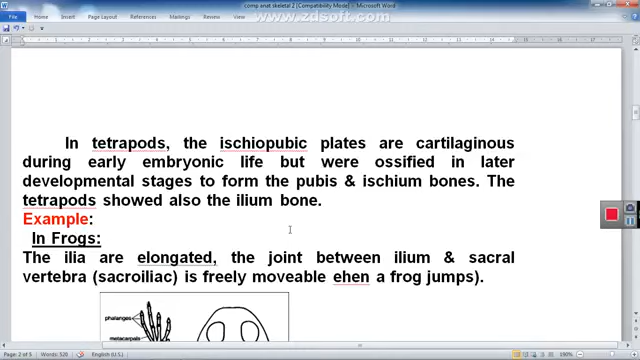 comp anat skeletal 2 [Compatibility Mode] - Microsoft Word
www.zdsoft.com
File Home Insert Page Layout References Mailings Review View
In tetrapods, the ischiopubic plates are cartilaginous
during early embryonic life but were ossified in later
developmental stages to form the pubis & ischium bones. The
tetrapods showed also the ilium bone.
Example:
In Frogs:
The ilia are elongated, the joint between ilium & sacral
vertebra (sacroiliac) is freely moveable ehen a frog jumps).
phalanges
metacarpals
Page: 2 of 5 Words: 520 English (U.S.) 190%